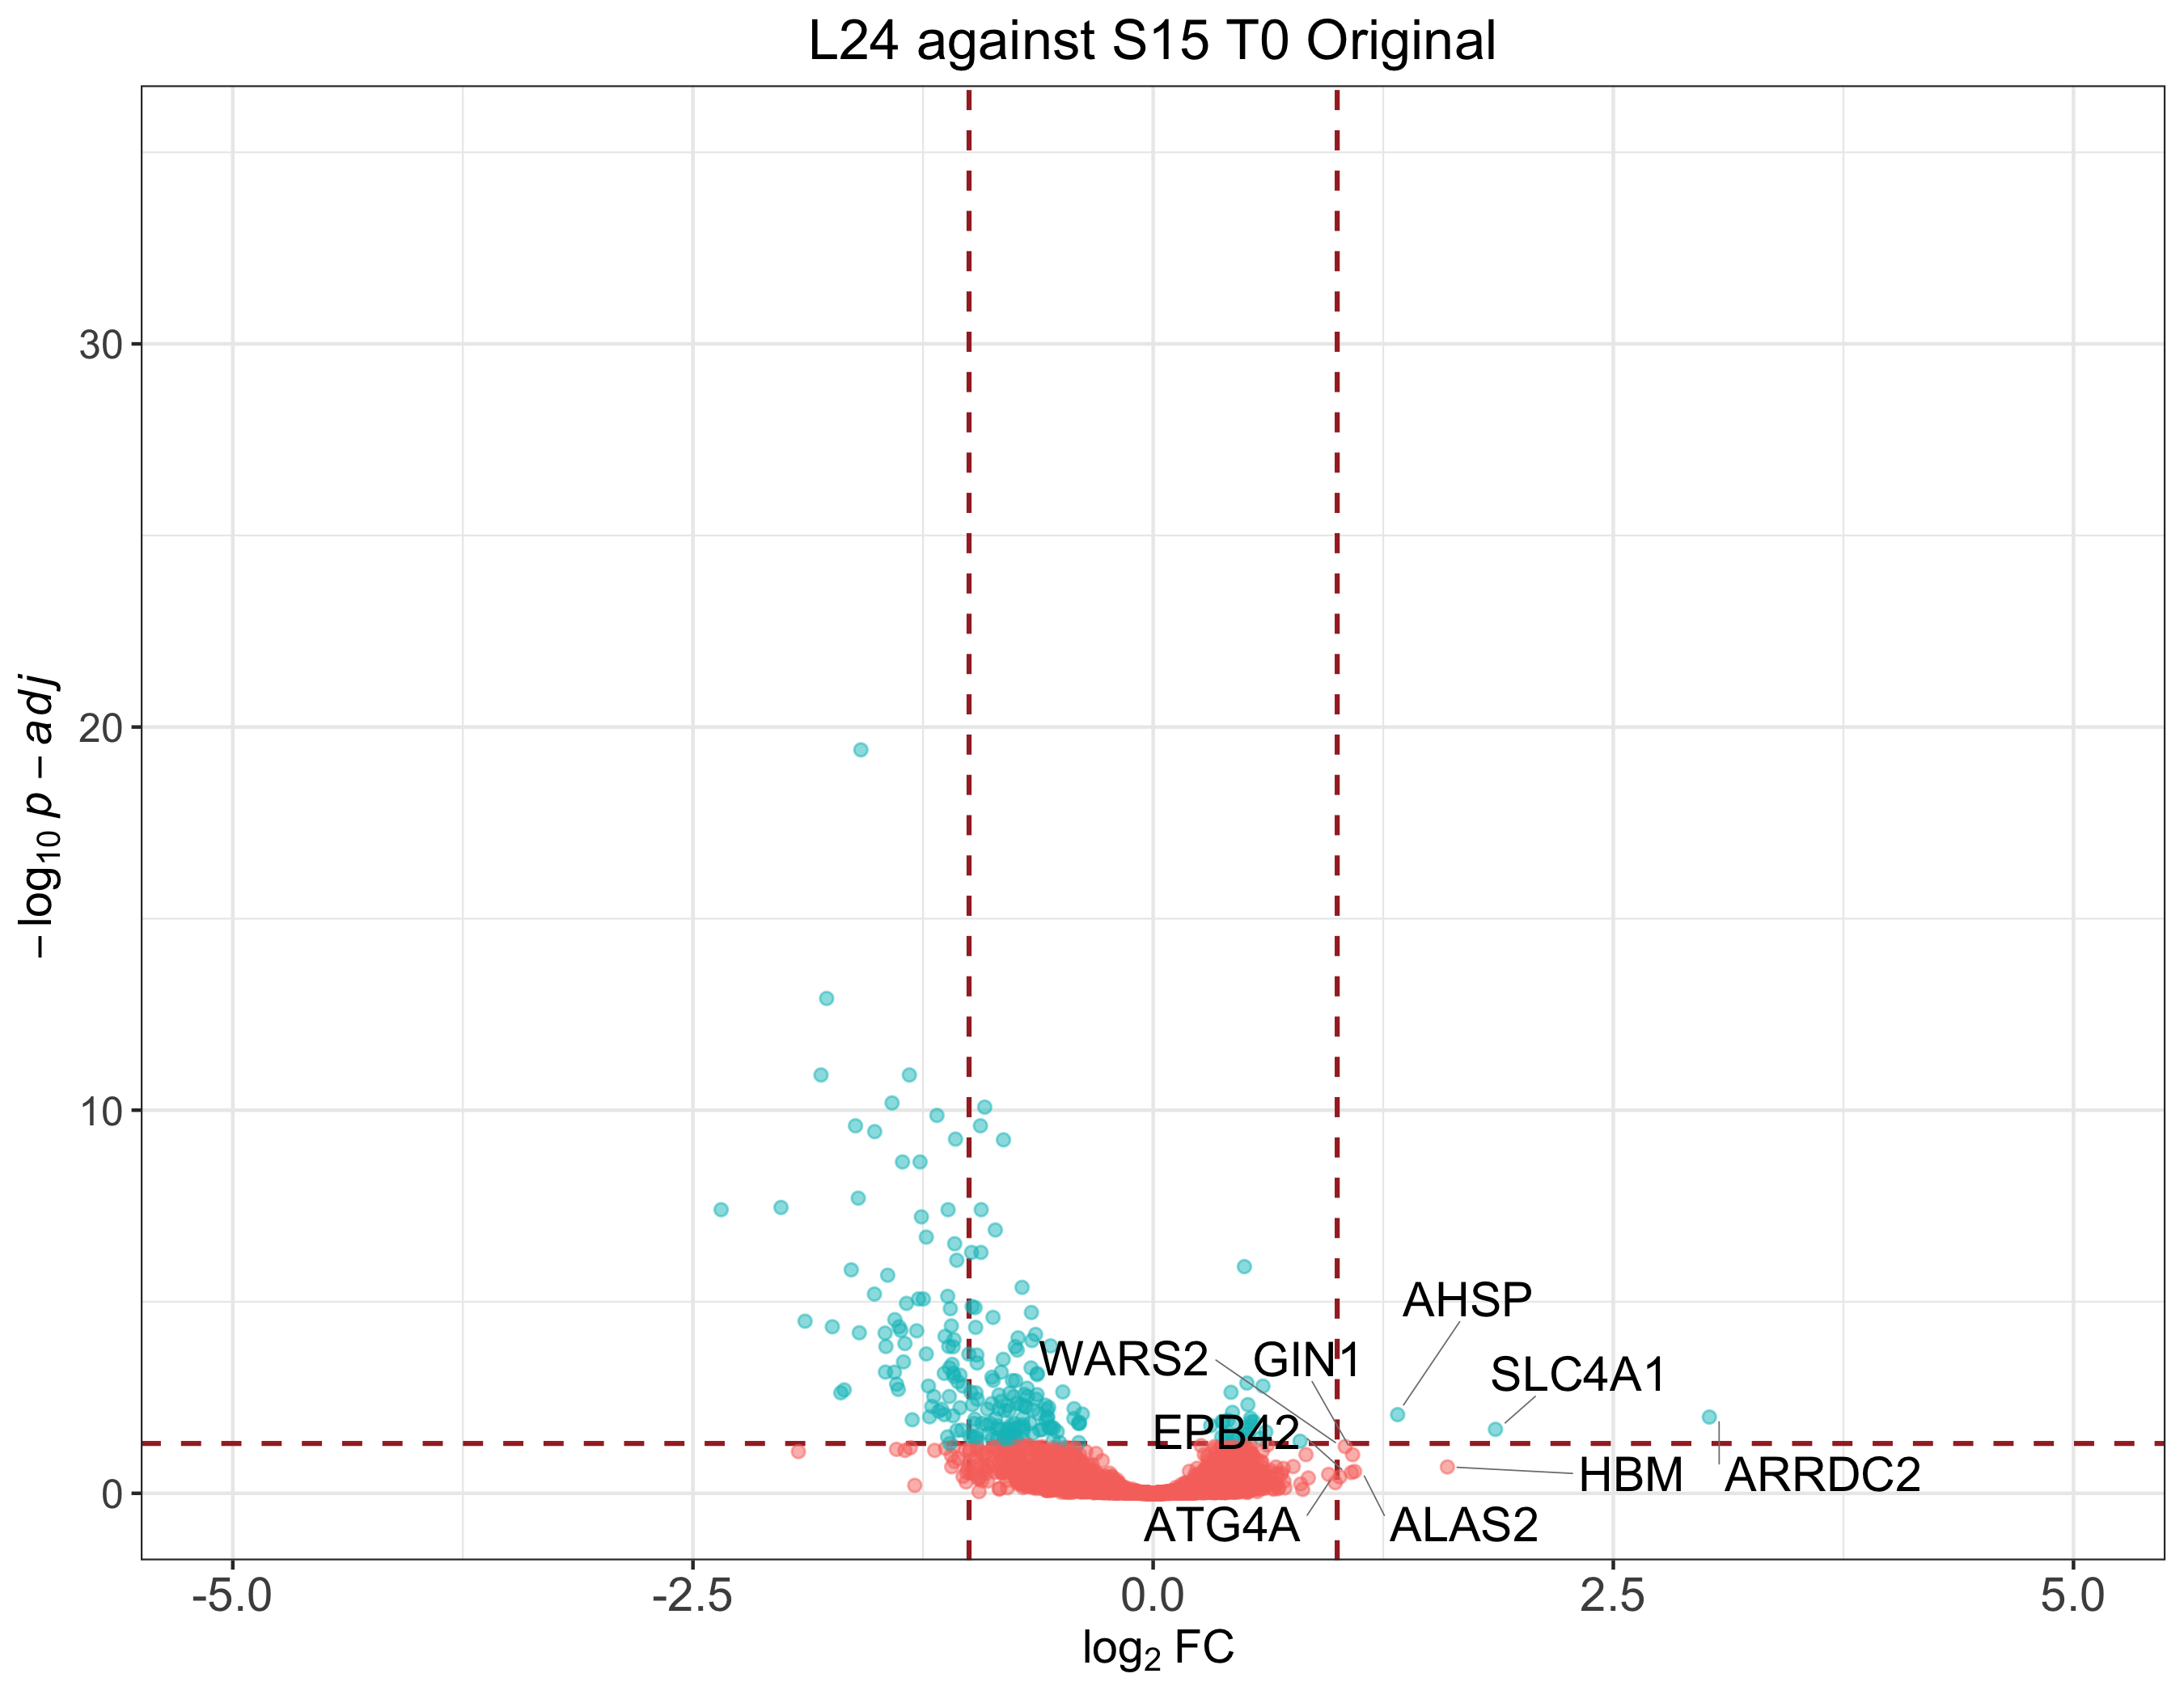 L24 against S15 T0 Original
−log10 p − adj
30
20
10
0
AHSP
WARS2 GIN1
SLC4A1
EPB42
HBM ARRDC2
ATG4A ALAS2
-5.0 -2.5 0.0 2.5 5.0
log2 FC